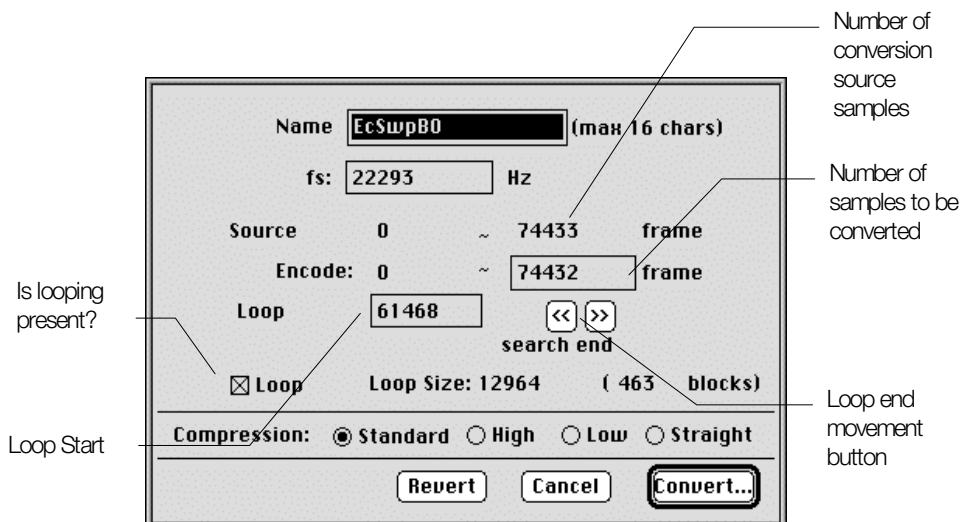 Number of
conversion
source
samples
Name EcSwpB0 (max 16 chars)
fs: 22293 Hz
Number of
samples to be
converted
Source 0 ~ 74433 frame
Encode: 0 ~ 74432 frame
Is looping
present?
Loop 61468 << >>
search end
Loop Loop Size: 12964 ( 463 blocks)
Loop end
movement
button
Loop Start
Compression: Standard High Low Straight
Revert Cancel Convert...